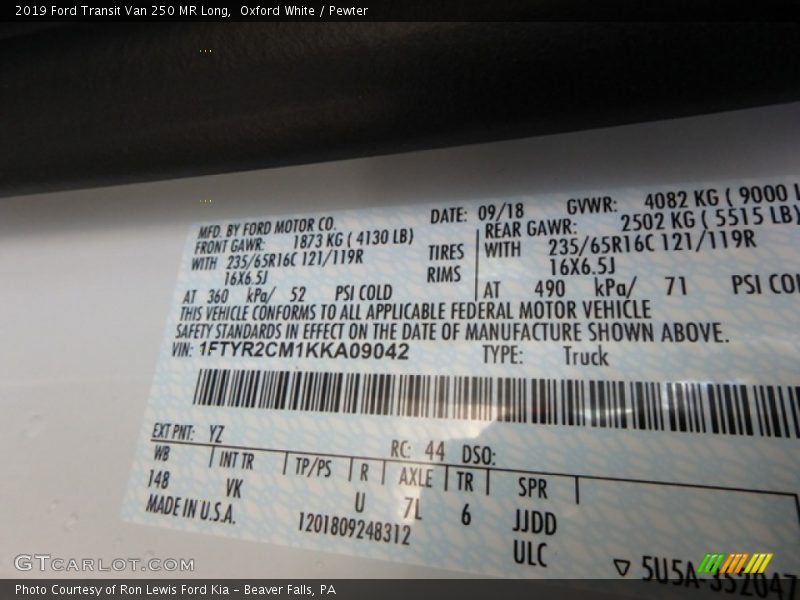 2019 Ford Transit Van 250 MR Long, Oxford White / Pewter
MFD. BY FORD MOTOR CO. DATE: 09/18 GVWR: 4082 KG ( 9000 L
FRONT GAWR: 1873 KG ( 4130 LB) REAR GAWR: 2502 KG ( 5515 LB)
WITH 235/65R16C 121/119R TIRES WITH 235/65R16C 121/119R
16X6.5J RIMS 16X6.5J
AT 360 kPa/ 52 PSI COLD AT 490 kPa/ 71 PSI COL
THIS VEHICLE CONFORMS TO ALL APPLICABLE FEDERAL MOTOR VEHICLE
SAFETY STANDARDS IN EFFECT ON THE DATE OF MANUFACTURE SHOWN ABOVE.
VIN: 1FTYR2CM1KKA09042 TYPE: Truck
EXT PNT: YZ RC: 44 DSO:
WB INT TR TP/PS R AXLE TR SPR
148 VK U 7L 6 JJDD
MADE IN U.S.A. 1201809248312 ULC
5U5A-3520472
GTCARLOT.COM
Photo Courtesy of Ron Lewis Ford Kia - Beaver Falls, PA